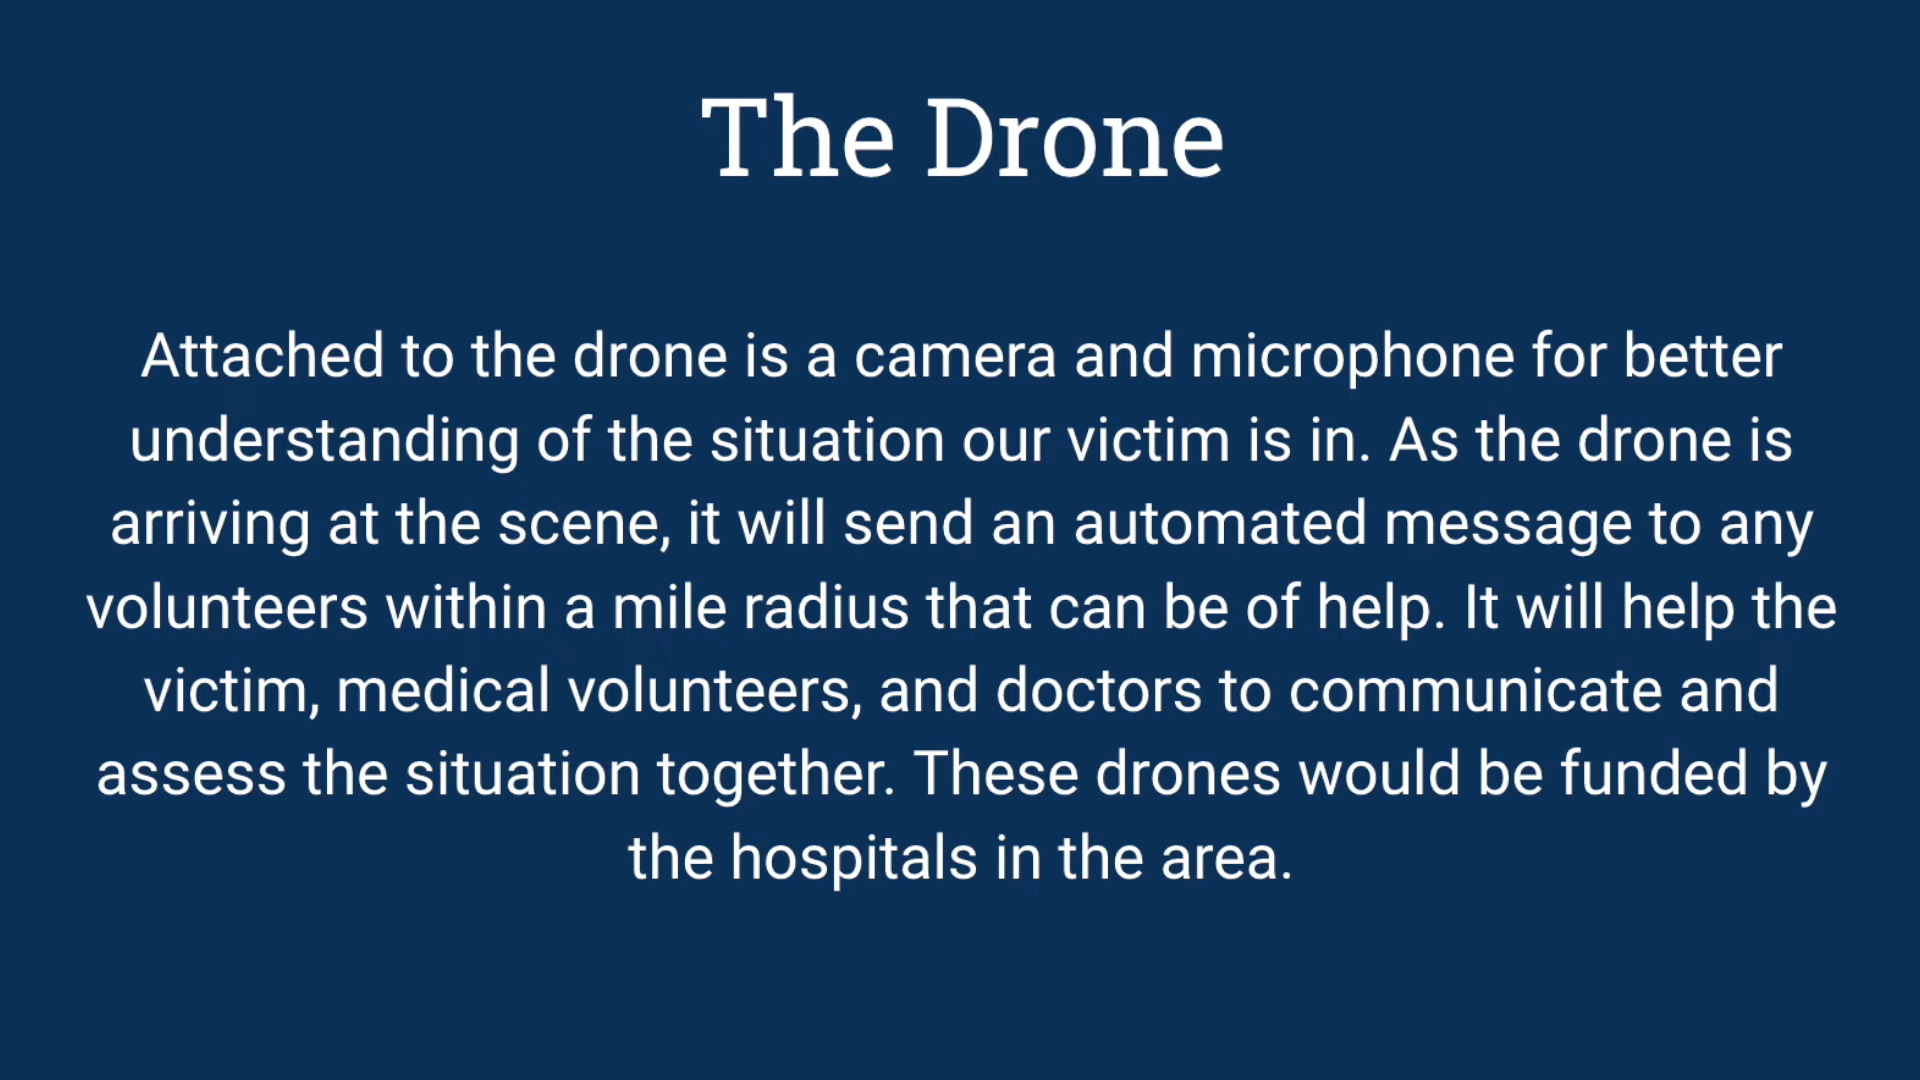 The Drone
Attached to the drone is a camera and microphone for better
understanding of the situation our victim is in. As the drone is
arriving at the scene, it will send an automated message to any
volunteers within a mile radius that can be of help. It will help the
victim, medical volunteers, and doctors to communicate and
assess the situation together. These drones would be funded by
the hospitals in the area.